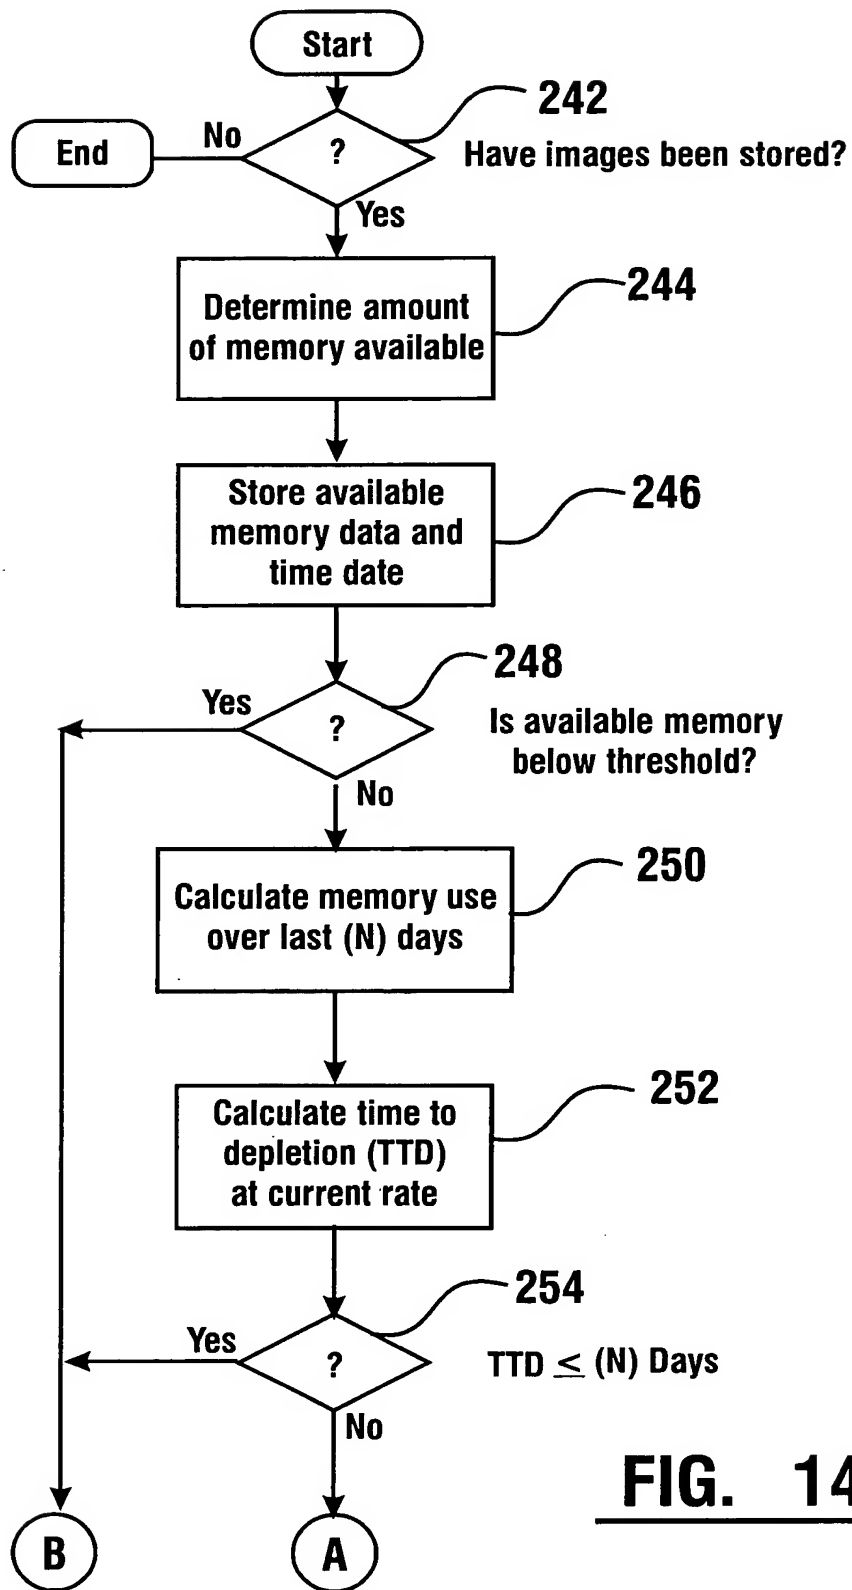 Start
242
No
End
?
Have images been stored?
Yes
244
Determine amount
of memory available
246
Store available
memory data and
time date
248
Yes
?
Is available memory
below threshold?
No
250
Calculate memory use
over last (N) days
252
Calculate time to
depletion (TTD)
at current rate
254
Yes
?
TTD ≤ (N) Days
No
FIG. 14
B
A